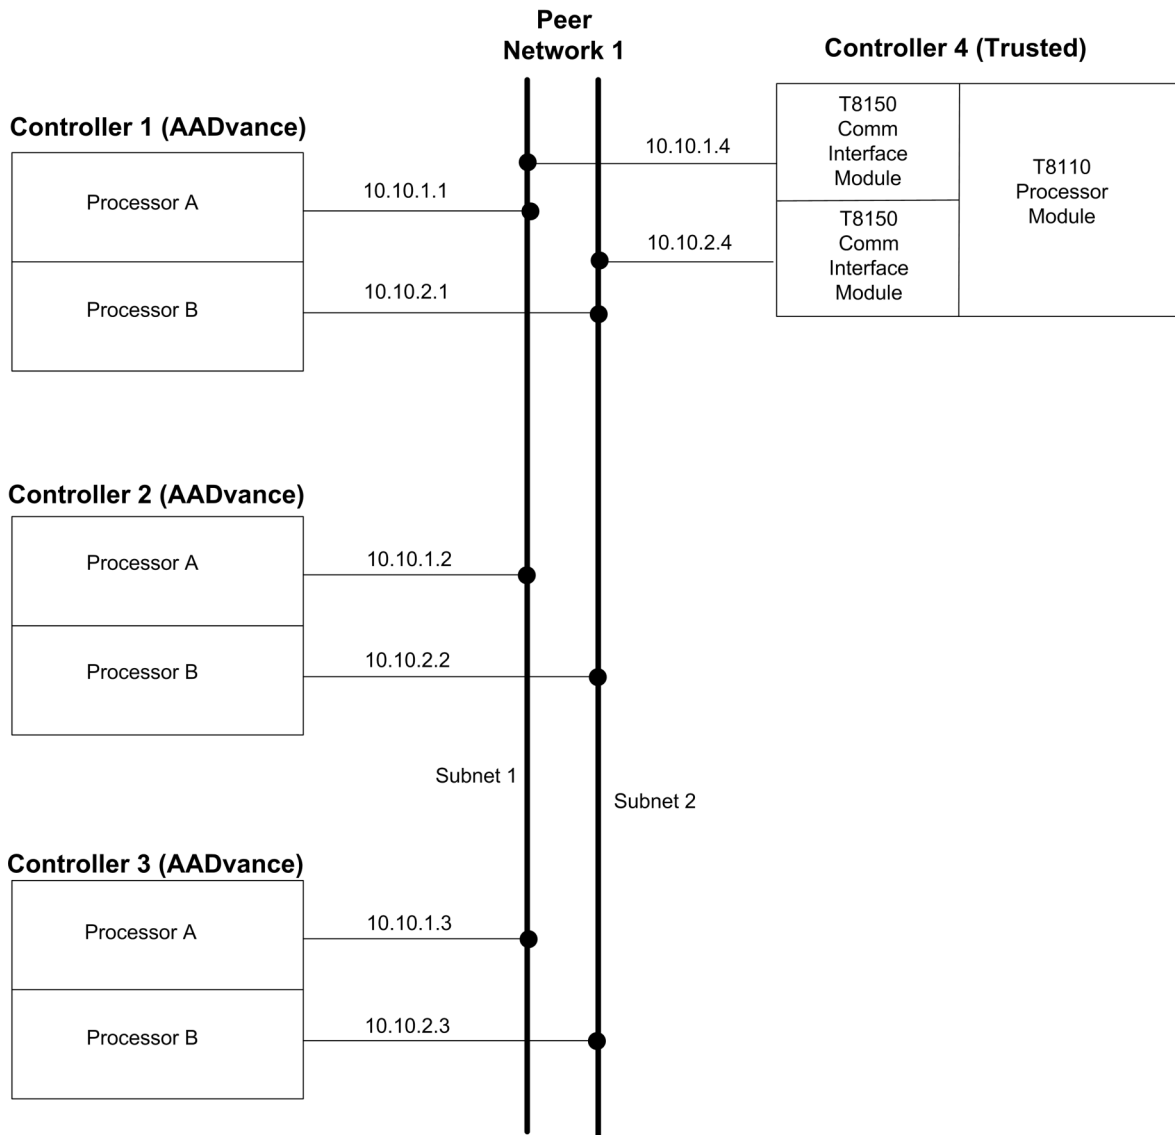 Peer
Network 1
Controller 4 (Trusted)
T8150
Comm
Interface
Module
T8110
Processor
Module
T8150
Comm
Interface
Module
10.10.1.4
10.10.2.4
Controller 1 (AADvance)
Processor A
10.10.1.1
Processor B
10.10.2.1
Controller 2 (AADvance)
Processor A
10.10.1.2
Processor B
10.10.2.2
Subnet 1
Subnet 2
Controller 3 (AADvance)
Processor A
10.10.1.3
Processor B
10.10.2.3